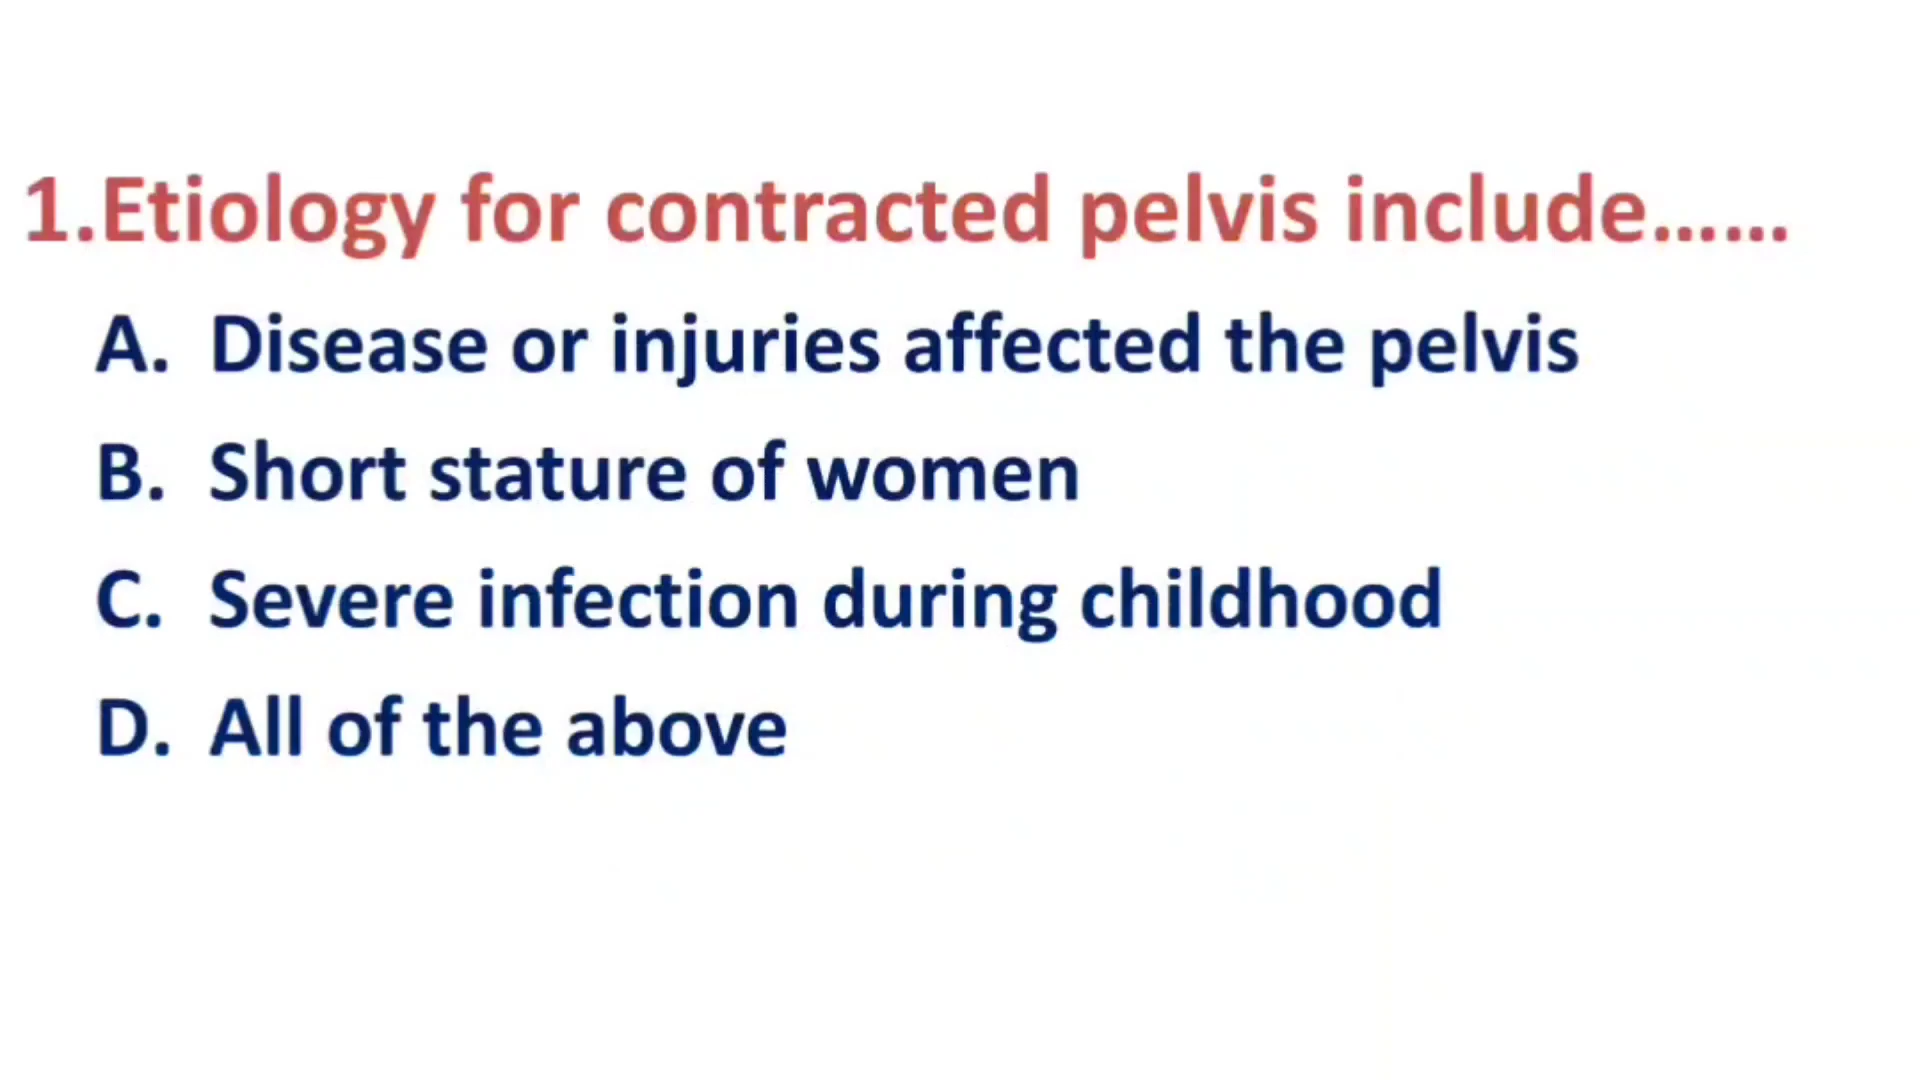 1.Etiology for contracted pelvis include......
A. Disease or injuries affected the pelvis
B. Short stature of women
C. Severe infection during childhood
D. All of the above